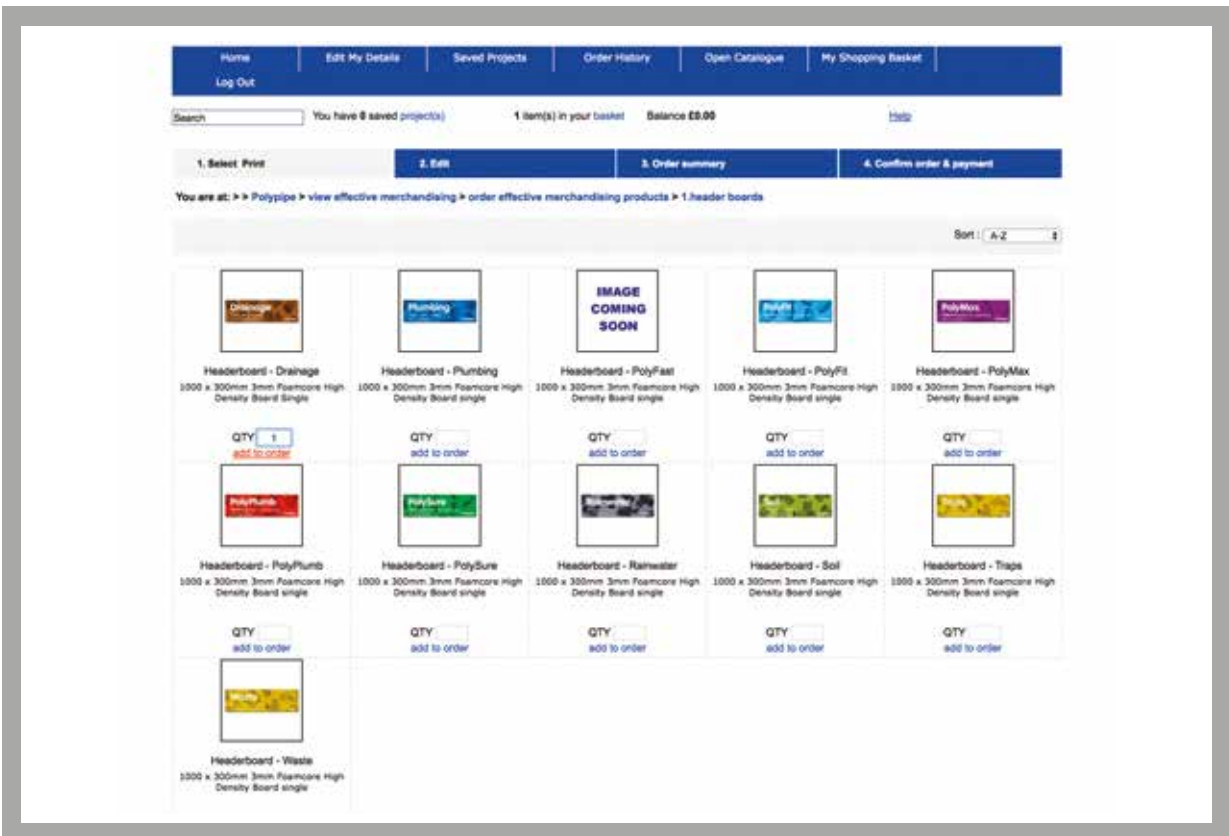 Home Edit My Details Saved Projects Order History Open Catalogue My Shopping Basket
Log Out
Search You have 0 saved project(s) 1 item(s) in your basket Balance £0.00 Help
1. Select Print 2. Edit 3. Order summary 4. Confirm order & payment
You are at: > > Polypipe > view effective merchandising > order effective merchandising products > 1.header boards
Sort : A-Z
Drainage Plumbing IMAGE COMING SOON PolyFit PolyMax
Headerboard - Drainage Headerboard - Plumbing Headerboard - PolyFast Headerboard - PolyFit Headerboard - PolyMax
1000 x 300mm 3mm Foamcore High 1000 x 300mm 3mm Foamcore High 1000 x 300mm 3mm Foamcore High 1000 x 300mm 3mm Foamcore High 1000 x 300mm 3mm Foamcore High
Density Board Single Density Board single Density Board single Density Board single Density Board single
QTY 1 QTY QTY QTY QTY
add to order add to order add to order add to order add to order
PolyPlumb PolySure Rainwater Soil Traps
Headerboard - PolyPlumb Headerboard - PolySure Headerboard - Rainwater Headerboard - Soil Headerboard - Traps
1000 x 300mm 3mm Foamcore High 1000 x 300mm 3mm Foamcore High 1000 x 300mm 3mm Foamcore High 1000 x 300mm 3mm Foamcore High 1000 x 300mm 3mm Foamcore High
Density Board single Density Board single Density Board single Density Board single Density Board single
QTY QTY QTY QTY QTY
add to order add to order add to order add to order add to order
Waste
Headerboard - Waste
1000 x 300mm 3mm Foamcore High
Density Board single